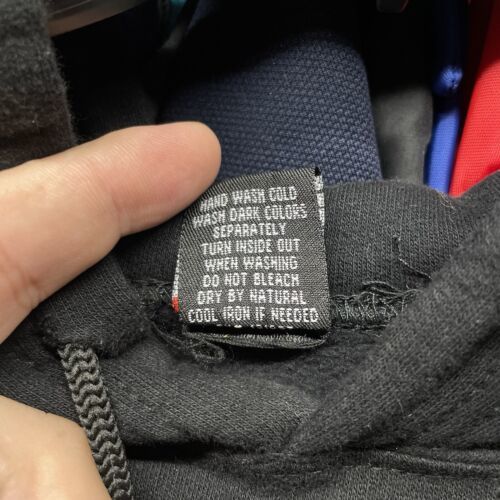 HAND WASH COLD
WASH DARK COLORS
SEPARATELY
TURN INSIDE OUT
WHEN WASHING
DO NOT BLEACH
DRY BY NATURAL
COOL IRON IF NEEDED